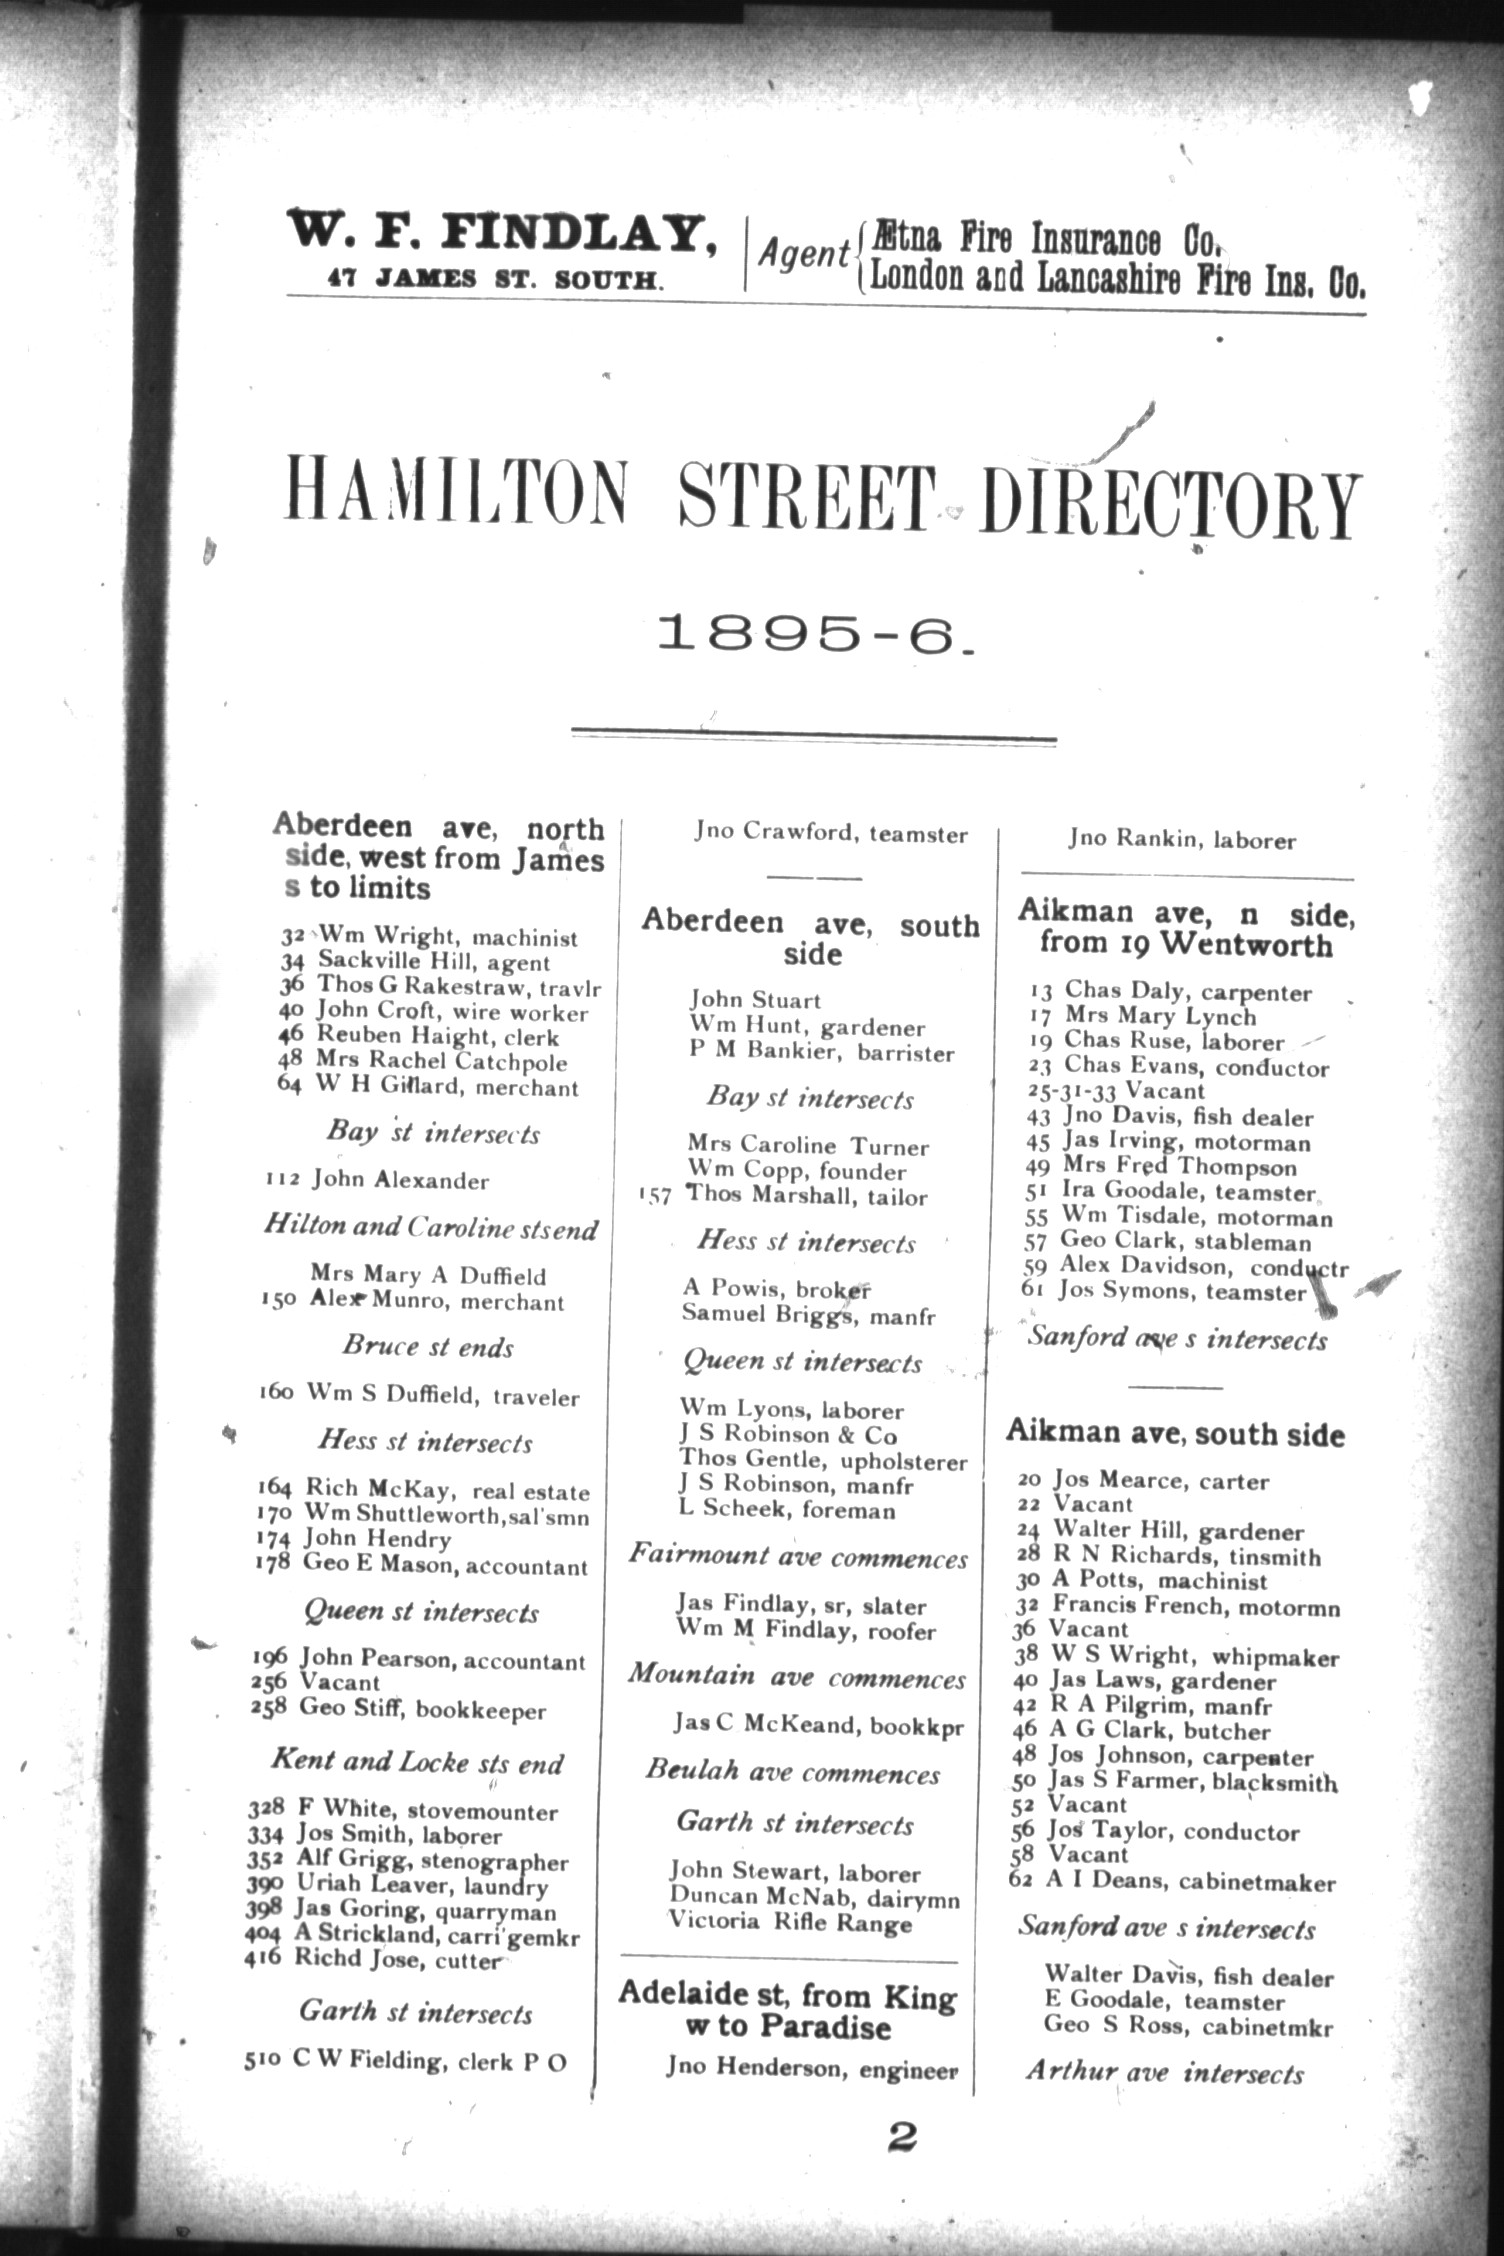 W. F. FINDLAY,
47 JAMES ST. SOUTH.
Agent
Ætna Fire Insurance Co.
London and Lancashire Fire Ins. Co.
HAMILTON STREET DIRECTORY
1895-6.
Aberdeen ave, north
side, west from James
s to limits
32 Wm Wright, machinist
34 Sackville Hill, agent
36 Thos G Rakestraw, travlr
40 John Croft, wire worker
46 Reuben Haight, clerk
48 Mrs Rachel Catchpole
64 W H Gillard, merchant
Bay st intersects
112 John Alexander
Hilton and Caroline sts end
Mrs Mary A Duffield
150 Alex Munro, merchant
Bruce st ends
160 Wm S Duffield, traveler
Hess st intersects
164 Rich McKay, real estate
170 Wm Shuttleworth, sal'smn
174 John Hendry
178 Geo E Mason, accountant
Queen st intersects
196 John Pearson, accountant
256 Vacant
258 Geo Stiff, bookkeeper
Kent and Locke sts end
328 F White, stovemounter
334 Jos Smith, laborer
352 Alf Grigg, stenographer
390 Uriah Leaver, laundry
398 Jas Goring, quarryman
404 A Strickland, carri'gemkr
416 Richd Jose, cutter
Garth st intersects
510 C W Fielding, clerk P O
Jno Crawford, teamster
Aberdeen ave, south
side
John Stuart
Wm Hunt, gardener
P M Bankier, barrister
Bay st intersects
Mrs Caroline Turner
Wm Copp, founder
157 Thos Marshall, tailor
Hess st intersects
A Powis, broker
Samuel Briggs, manfr
Queen st intersects
Wm Lyons, laborer
J S Robinson & Co
Thos Gentle, upholsterer
J S Robinson, manfr
L Scheek, foreman
Fairmount ave commences
Jas Findlay, sr, slater
Wm M Findlay, roofer
Mountain ave commences
Jas C McKeand, bookkpr
Beulah ave commences
Garth st intersects
John Stewart, laborer
Duncan McNab, dairymn
Victoria Rifle Range
Adelaide st, from King
w to Paradise
Jno Henderson, engineer
Jno Rankin, laborer
Aikman ave, n side,
from 19 Wentworth
13 Chas Daly, carpenter
17 Mrs Mary Lynch
19 Chas Ruse, laborer
23 Chas Evans, conductor
25-31-33 Vacant
43 Jno Davis, fish dealer
45 Jas Irving, motorman
49 Mrs Fred Thompson
51 Ira Goodale, teamster
55 Wm Tisdale, motorman
57 Geo Clark, stableman
59 Alex Davidson, conductr
61 Jos Symons, teamster
Sanford ave s intersects
Aikman ave, south side
20 Jos Mearce, carter
22 Vacant
24 Walter Hill, gardener
28 R N Richards, tinsmith
30 A Potts, machinist
32 Francis French, motormn
36 Vacant
38 W S Wright, whipmaker
40 Jas Laws, gardener
42 R A Pilgrim, manfr
46 A G Clark, butcher
48 Jos Johnson, carpenter
50 Jas S Farmer, blacksmith
52 Vacant
56 Jos Taylor, conductor
58 Vacant
62 A I Deans, cabinetmaker
Sanford ave s intersects
Walter Davis, fish dealer
E Goodale, teamster
Geo S Ross, cabinetmkr
Arthur ave intersects
2